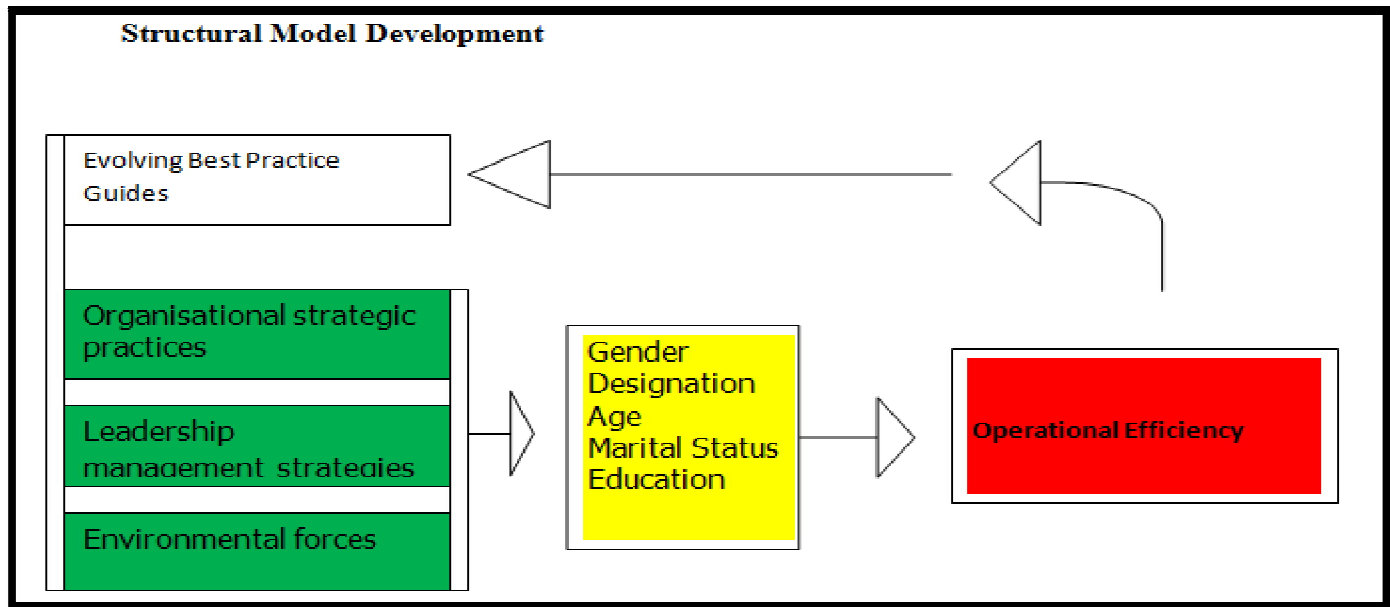 Structural Model Development
Evolving Best Practice
Guides
Organisational strategic
practices
Leadership
management strategies
Environmental forces
Gender
Designation
Age
Marital Status
Education
Operational Efficiency